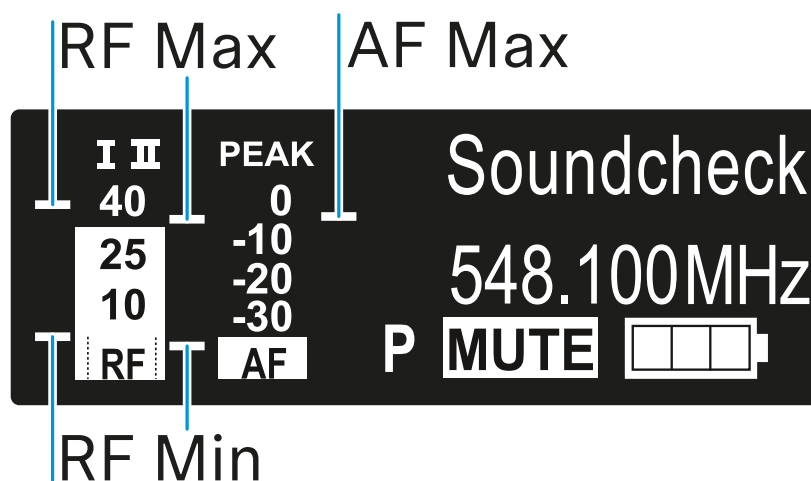 RF Max AF Max
I II PEAK Soundcheck
40 0
25 -10 548.100MHz
10 -20
-30
RF AF P MUTE
RF Min